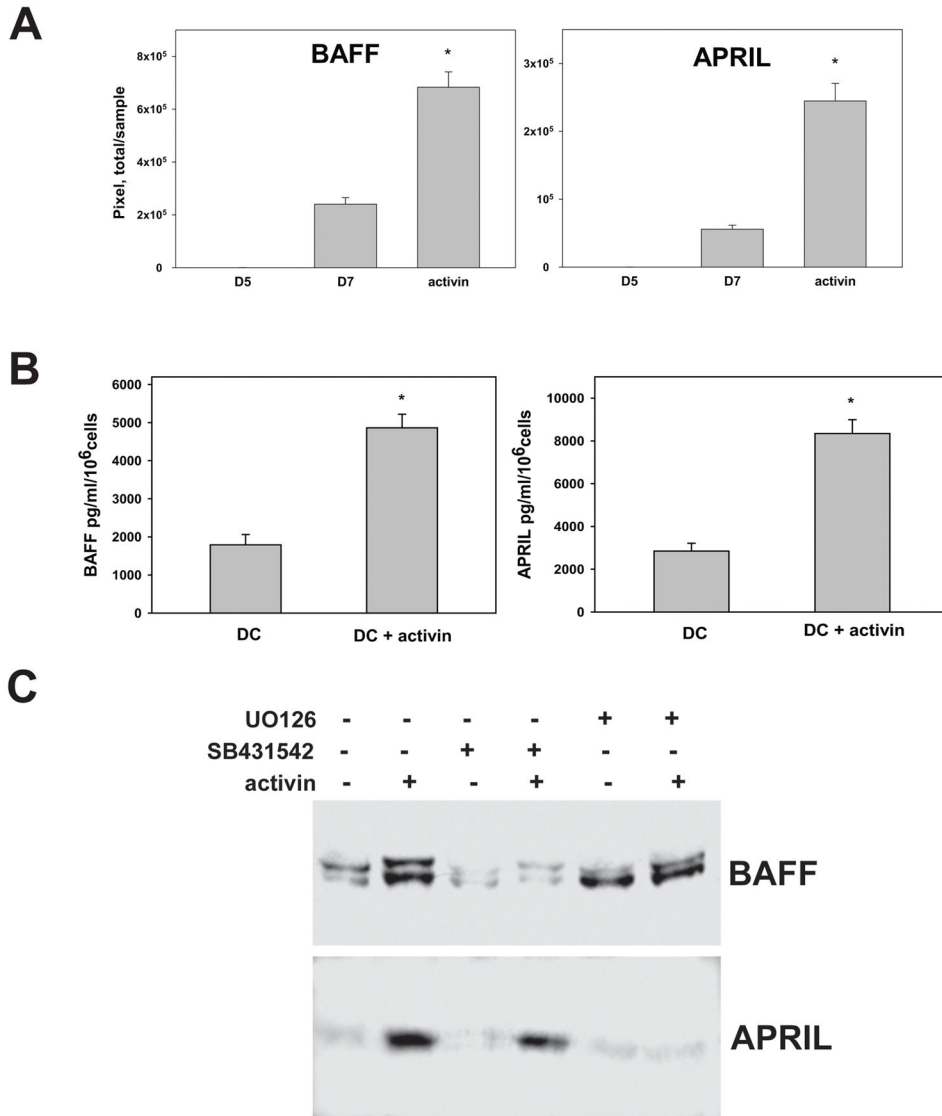 A
BAFF
APRIL
Pixel, total/sample
8x10⁵
6x10⁵
4x10⁵
2x10⁵
0
D5 D7 activin
*
3x10⁵
2x10⁵
10⁵
0
D5 D7 activin
*
B
BAFF pg/ml/10⁶cells
6000
5000
4000
3000
2000
1000
0
DC DC + activin
*
APRIL pg/ml/10⁶cells
10000
8000
6000
4000
2000
0
DC DC + activin
*
C
UO126 - - - - + +
SB431542 - - + + - -
activin - + - + - +
BAFF
APRIL